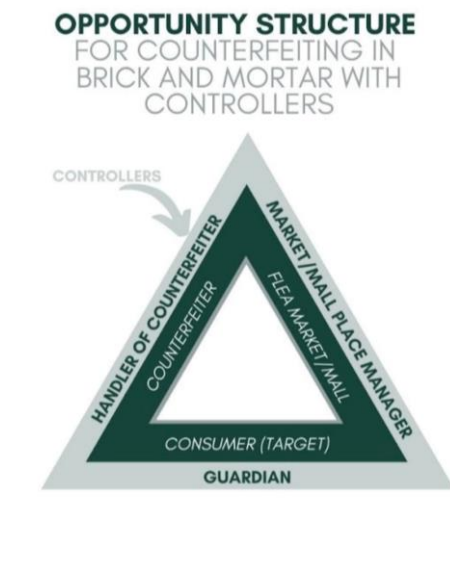 OPPORTUNITY STRUCTURE
FOR COUNTERFEITING IN
BRICK AND MORTAR WITH
CONTROLLERS
CONTROLLERS
HANDLER OF COUNTERFEITER
COUNTERFEITER
FLEA MARKET/MALL
MARKET/MALL PLACE MANAGER
CONSUMER (TARGET)
GUARDIAN